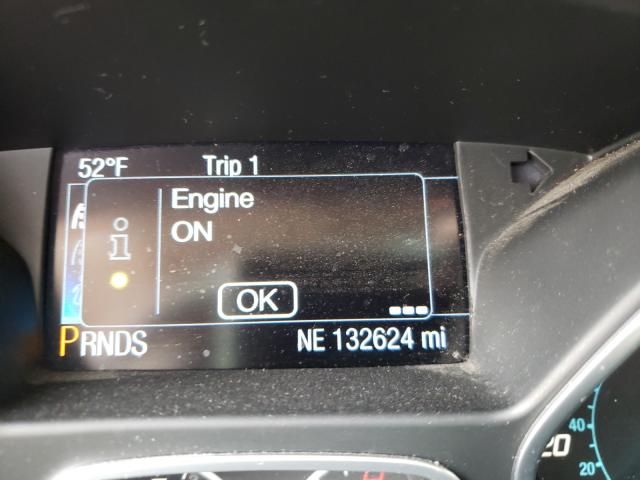 52°F Trip 1
Engine
ON
i
OK
PRNDS NE 132624 mi
40
20
20